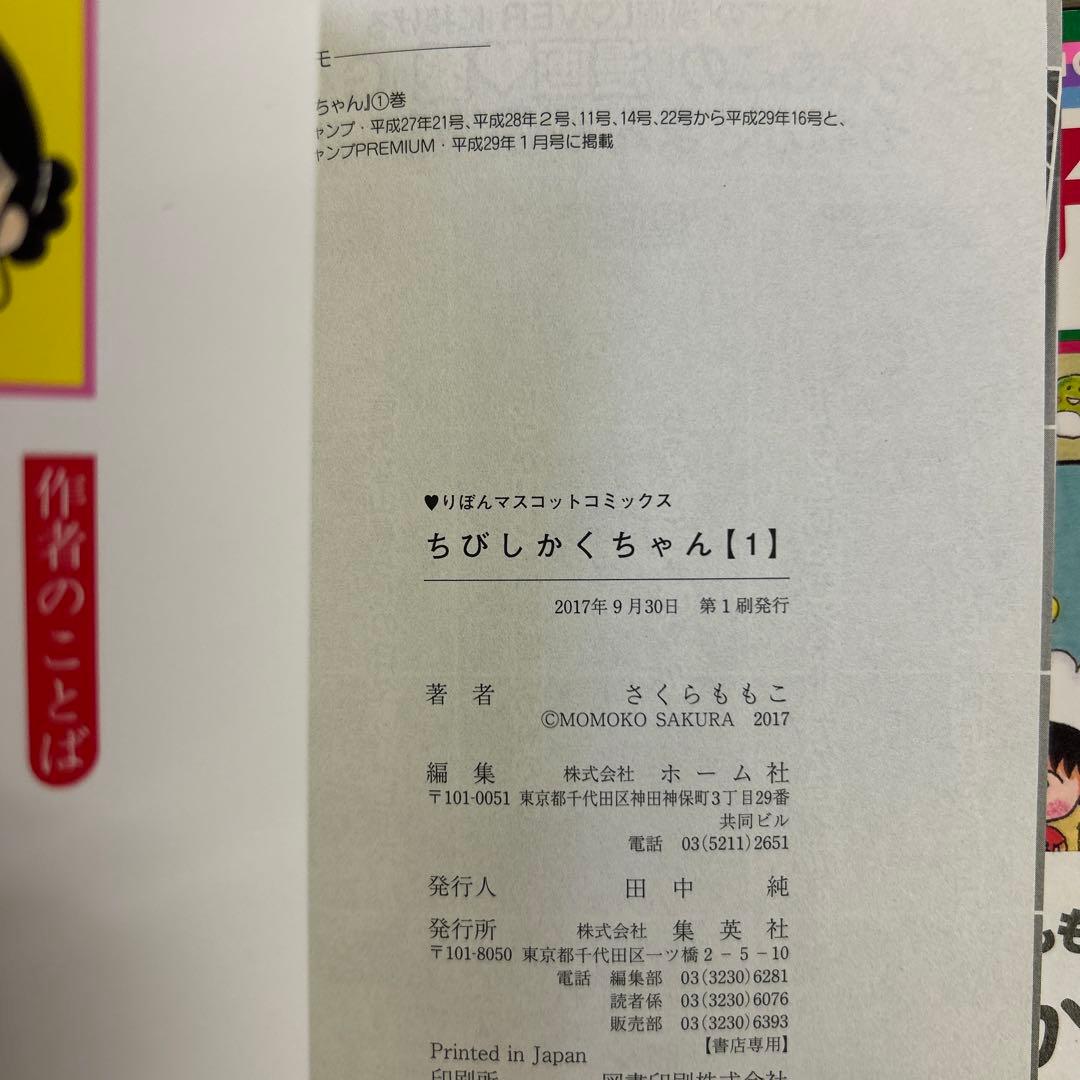 モ
ちゃん』①巻
ャンプ・平成27年21号、平成28年2号、11号、14号、22号から平成29年16号と、
ャンプPREMIUM・平成29年1月号に掲載
作者のことば
♥りぼんマスコットコミックス
ちびしかくちゃん【1】
2017年9月30日 第1刷発行
著者 さくらももこ
©MOMOKO SAKURA 2017
編集 株式会社 ホーム社
〒101-0051 東京都千代田区神田神保町3丁目29番
共同ビル
電話 03(5211)2651
発行人 田中 純
発行所 株式会社 集英社
〒101-8050 東京都千代田区一ツ橋2-5-10
電話 編集部 03(3230)6281
読者係 03(3230)6076
販売部 03(3230)6393
【書店専用】
Printed in Japan
印刷所 図書印刷株式会社